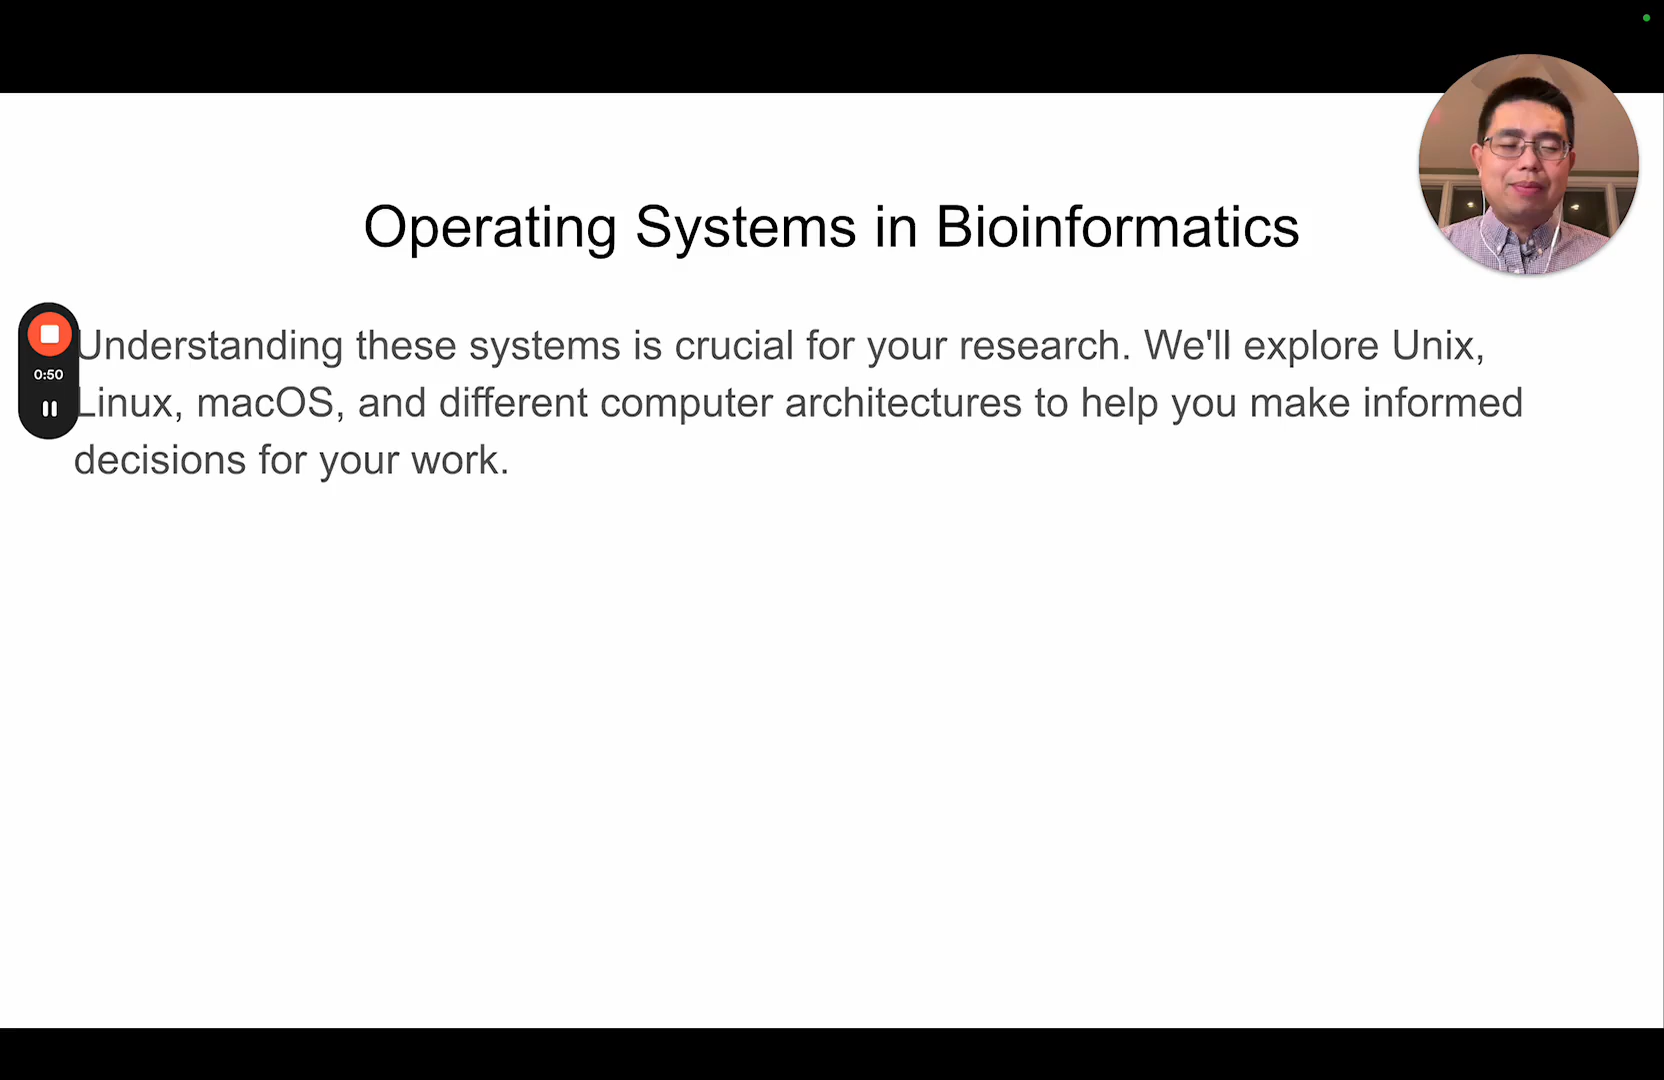 Operating Systems in Bioinformatics
Understanding these systems is crucial for your research. We'll explore Unix,
0:50
Linux, macOS, and different computer architectures to help you make informed
decisions for your work.